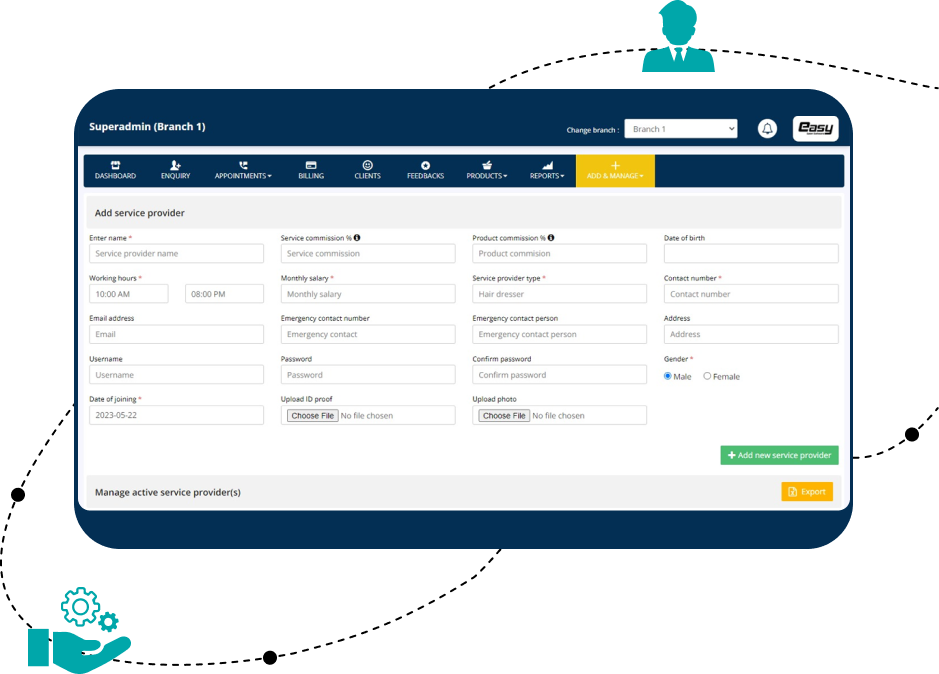 Superadmin (Branch 1)
Change branch : Branch 1
easy
DASHBOARD ENQUIRY APPOINTMENTS BILLING CLIENTS FEEDBACKS PRODUCTS REPORTS ADD & MANAGE
Add service provider
Enter name * Service commission % Product commission % Date of birth
Service provider name Service commission Product commision
Working hours * Monthly salary * Service provider type * Contact number *
10:00 AM 08:00 PM Monthly salary Hair dresser Contact number
Email address Emergency contact number Emergency contact person Address
Email Emergency contact Emergency contact person Address
Username Password Confirm password Gender *
Username Password Confirm password Male Female
Date of joining * Upload ID proof Upload photo
2023-05-22 Choose File No file chosen Choose File No file chosen
Add new service provider
Manage active service provider(s) Export